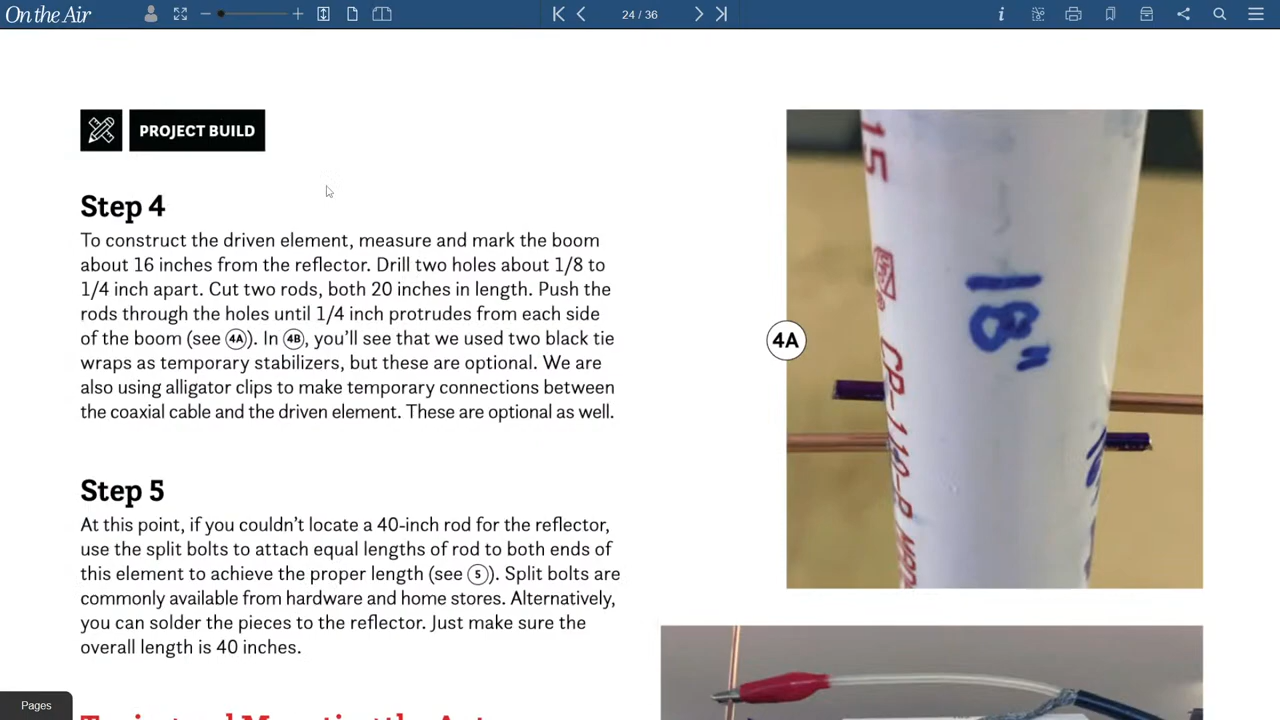 On the Air
24 / 36
PROJECT BUILD
Step 4
To construct the driven element, measure and mark the boom
about 16 inches from the reflector. Drill two holes about 1/8 to
1/4 inch apart. Cut two rods, both 20 inches in length. Push the
rods through the holes until 1/4 inch protrudes from each side
of the boom (see 4A). In 4B, you’ll see that we used two black tie
wraps as temporary stabilizers, but these are optional. We are
also using alligator clips to make temporary connections between
the coaxial cable and the driven element. These are optional as well.
Step 5
At this point, if you couldn’t locate a 40-inch rod for the reflector,
use the split bolts to attach equal lengths of rod to both ends of
this element to achieve the proper length (see 5). Split bolts are
commonly available from hardware and home stores. Alternatively,
you can solder the pieces to the reflector. Just make sure the
overall length is 40 inches.
4A
15
CP-110-P
18"
Pages